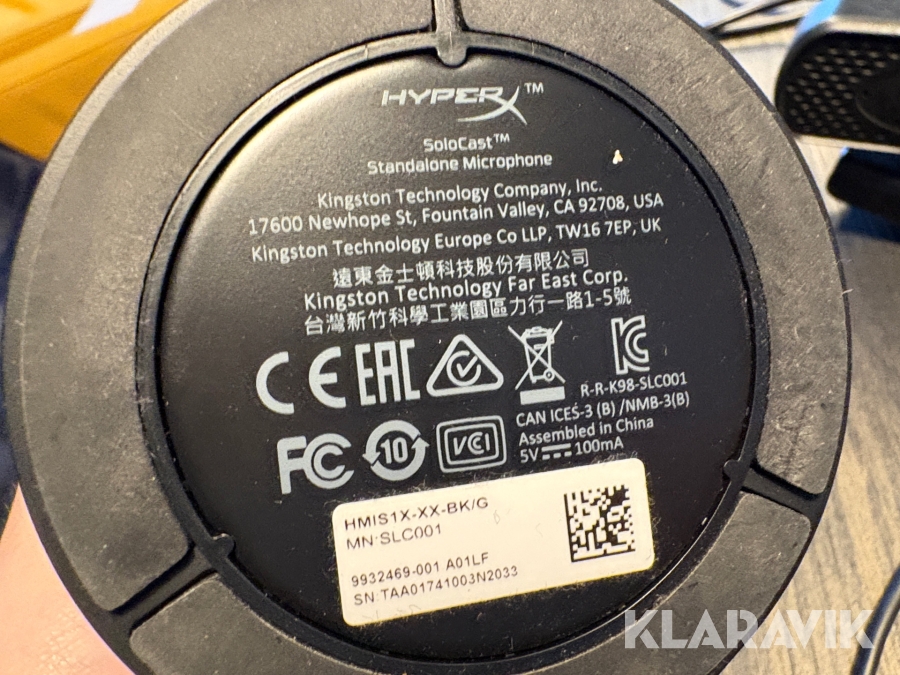 HYPERX™
SoloCast™
Standalone Microphone
Kingston Technology Company, Inc.
17600 Newhope St, Fountain Valley, CA 92708, USA
Kingston Technology Europe Co LLP, TW16 7EP, UK
遠東金士頓科技股份有限公司
Kingston Technology Far East Corp.
台灣新竹科學工業園區力行一路1-5號
CE EAC
R-R-K98-SLC001
FC 10 VCI
CAN ICES-3 (B) /NMB-3(B)
Assembled in China
5V 100mA
HMIS1X-XX-BK/G
MN:SLC001
9932469-001 A01LF
SN:TAA01741003N2033
KLARAVIK